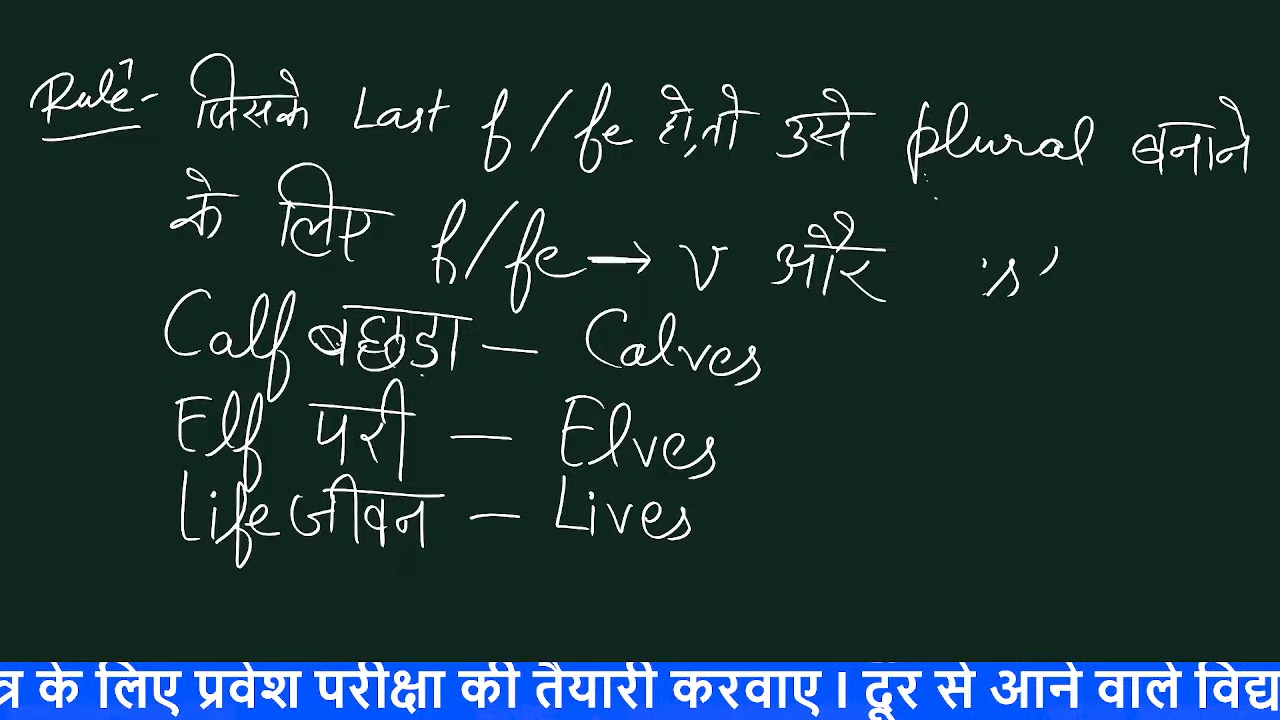 Rule 7- जिसके Last f/fe हो, तो उसे plural बनाने
के लिए f/fe → v और 's'
Calf बछड़ा — Calves
Elf परी — Elves
Life जीवन — Lives
त्र के लिए प्रवेश परीक्षा की तैयारी करवाए । दूर से आने वाले विद्य